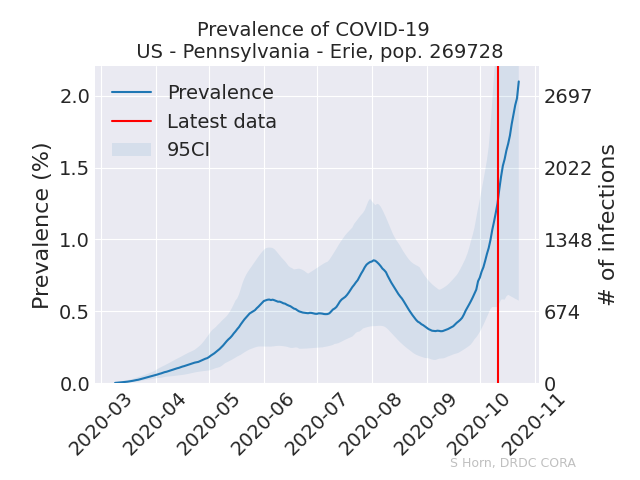 Prevalence of COVID-19
US - Pennsylvania - Erie, pop. 269728
Prevalence
Latest data
95CI
Prevalence (%)
2.0
1.5
1.0
0.5
0.0
2697
2022
1348
674
0
# of infections
2020-03
2020-04
2020-05
2020-06
2020-07
2020-08
2020-09
2020-10
2020-11
S Horn, DRDC CORA